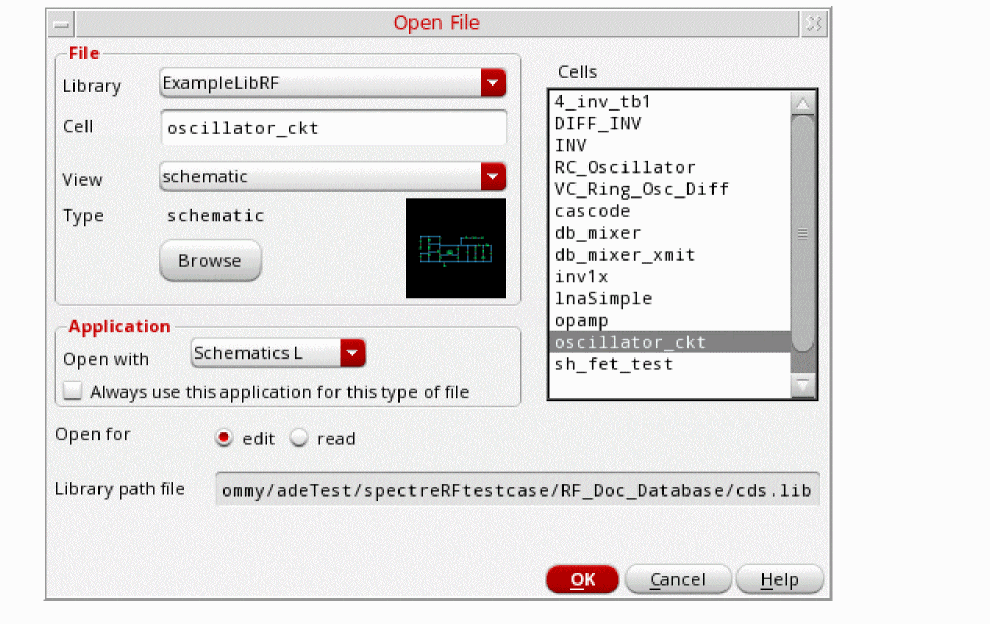 Open File
File
Library ExampleLibRF
Cell oscillator_ckt
View schematic
Type schematic
Browse
Application
Open with Schematics L
Always use this application for this type of file
Cells
4_inv_tb1
DIFF_INV
INV
RC_Oscillator
VC_Ring_Osc_Diff
cascode
db_mixer
db_mixer_xmit
inv1x
lnaSimple
opamp
oscillator_ckt
sh_fet_test
Open for edit read
Library path file ommy/adeTest/spectreRFtestcase/RF_Doc_Database/cds.lib
OK Cancel Help